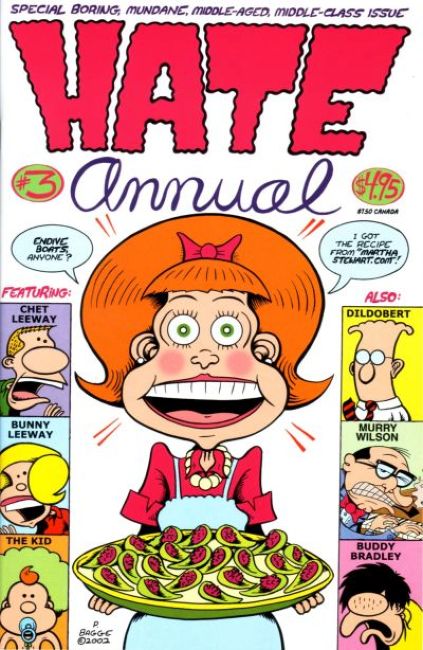 SPECIAL BORING, MUNDANE, MIDDLE-AGED, MIDDLE-CLASS ISSUE
HATE
annual
#3
$4.95
$7.50 CANADA
ENDIVE
BOATS,
ANYONE?
I GOT
THE RECIPE
FROM "MARTHA
STEWART.COM".
FEATURING:
CHET
LEEWAY
BUNNY
LEEWAY
THE KID
ALSO:
DILDOBERT
MURRY
WILSON
BUDDY
BRADLEY
P.
BAGGE
©2002